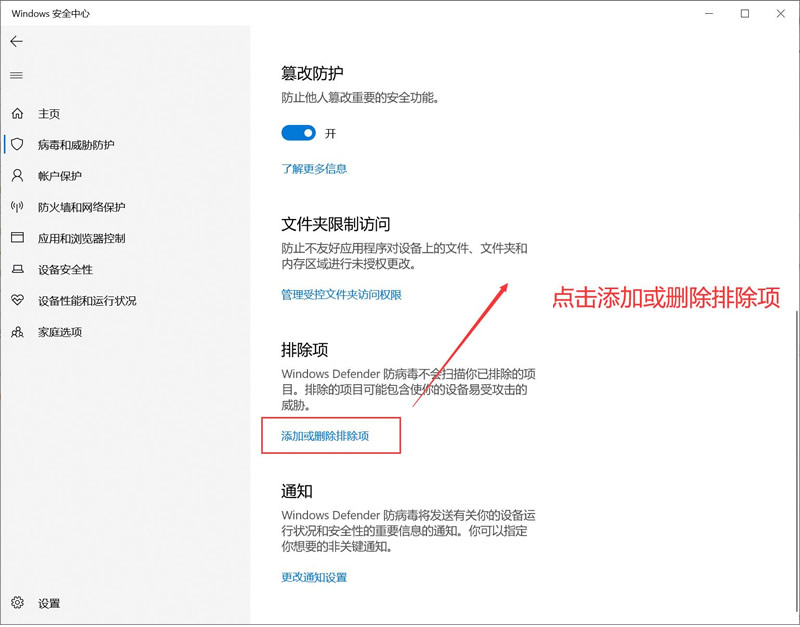 Windows 安全中心
主页
病毒和威胁防护
帐户保护
防火墙和网络保护
应用和浏览器控制
设备安全性
设备性能和运行状况
家庭选项
设置
篡改防护
防止他人篡改重要的安全功能。
开
了解更多信息
文件夹限制访问
防止不友好应用程序对设备上的文件、文件夹和
内存区域进行未授权更改。
管理受控文件夹访问权限
排除项
Windows Defender 防病毒不会扫描你已排除的项
目。排除的项目可能包含使你的设备易受攻击的
威胁。
添加或删除排除项
通知
Windows Defender 防病毒将发送有关你的设备运
行状况和安全性的重要信息的通知。你可以指定
你想要的非关键通知。
更改通知设置
点击添加或删除排除项